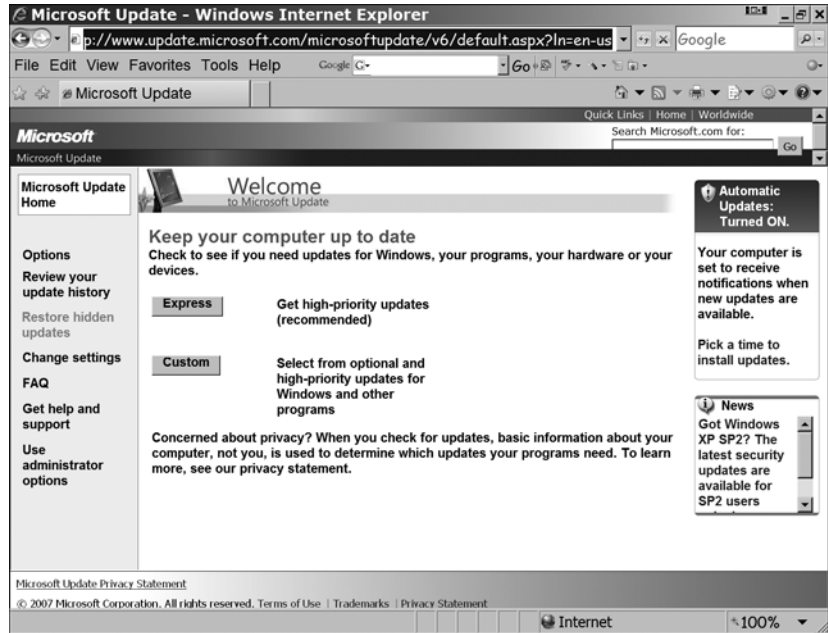 Microsoft Update - Windows Internet Explorer
p://www.update.microsoft.com/microsoftupdate/v6/default.aspx?ln=en-us
Google
File Edit View Favorites Tools Help
Google G-
Go
Microsoft Update
Quick Links | Home | Worldwide
Microsoft
Search Microsoft.com for:
Go
Microsoft Update
Microsoft Update
Home
Options
Review your
update history
Restore hidden
updates
Change settings
FAQ
Get help and
support
Use
administrator
options
Welcome
to Microsoft Update
Keep your computer up to date
Check to see if you need updates for Windows, your programs, your hardware or your
devices.
Express
Get high-priority updates
(recommended)
Custom
Select from optional and
high-priority updates for
Windows and other
programs
Concerned about privacy? When you check for updates, basic information about your
computer, not you, is used to determine which updates your programs need. To learn
more, see our privacy statement.
Automatic
Updates:
Turned ON.
Your computer is
set to receive
notifications when
new updates are
available.
Pick a time to
install updates.
News
Got Windows
XP SP2? The
latest security
updates are
available for
SP2 users
Microsoft Update Privacy Statement
© 2007 Microsoft Corporation. All rights reserved. Terms of Use | Trademarks | Privacy Statement
Internet
100%